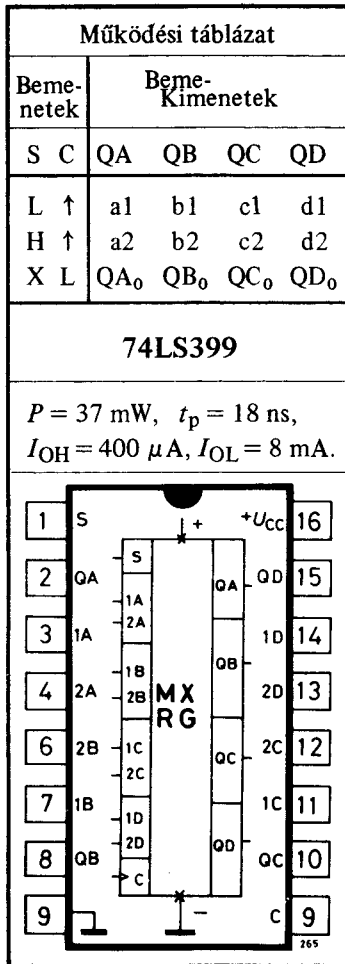 Működési táblázat
Beme-
netek
Beme-
Kimenetek
S C QA QB QC QD
L ↑ a1 b1 c1 d1
H ↑ a2 b2 c2 d2
X L QA₀ QB₀ QC₀ QD₀
74LS399
P = 37 mW, tp = 18 ns,
IOH = 400 μA, IOL = 8 mA.
1 S + +UCC 16
2 QA S QA QD 15
3 1A 1A 2A 1D 14
4 2A 1B 2B MX QB 2D 13
6 2B 1C 2C RG QC 2C 12
7 1B 1D 2D QD 1C 11
8 QB C QC 10
9 − C 9
265